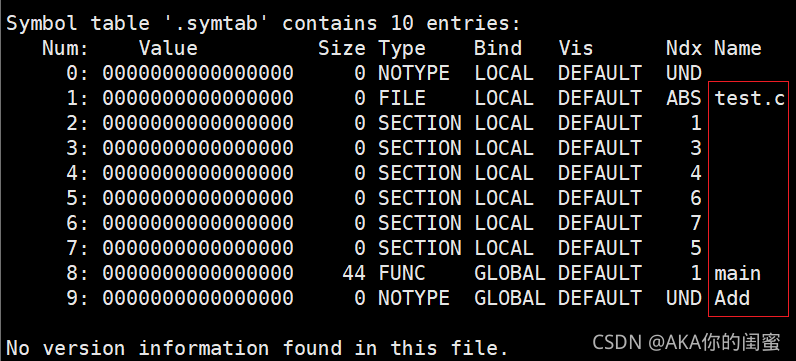 Symbol table '.symtab' contains 10 entries:
Num: Value Size Type Bind Vis Ndx Name
0: 0000000000000000 0 NOTYPE LOCAL DEFAULT UND
1: 0000000000000000 0 FILE LOCAL DEFAULT ABS test.c
2: 0000000000000000 0 SECTION LOCAL DEFAULT 1
3: 0000000000000000 0 SECTION LOCAL DEFAULT 3
4: 0000000000000000 0 SECTION LOCAL DEFAULT 4
5: 0000000000000000 0 SECTION LOCAL DEFAULT 6
6: 0000000000000000 0 SECTION LOCAL DEFAULT 7
7: 0000000000000000 0 SECTION LOCAL DEFAULT 5
8: 0000000000000000 44 FUNC GLOBAL DEFAULT 1 main
9: 0000000000000000 0 NOTYPE GLOBAL DEFAULT UND Add
No version information found in this file.
CSDN @AKA你的闺蜜